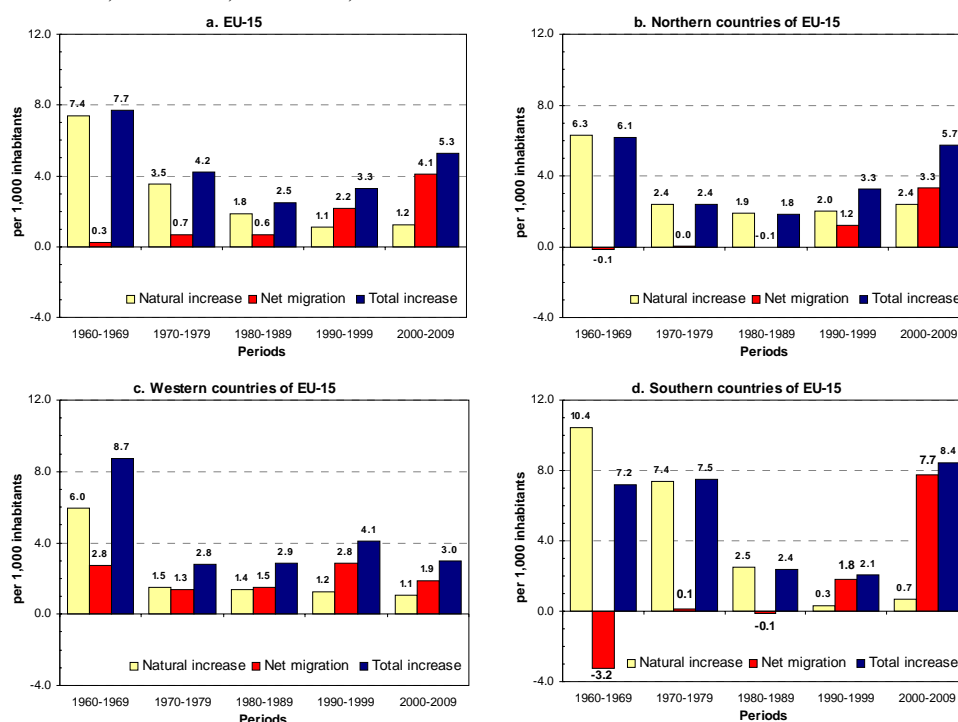 a. EU-15
per 1,000 inhabitants
12.0
8.0
4.0
0.0
-4.0
7.4 0.3 7.7
3.5 0.7 4.2
1.8 0.6 2.5
1.1 2.2 3.3
1.2 4.1 5.3
Natural increase Net migration Total increase
1960-1969 1970-1979 1980-1989 1990-1999 2000-2009
Periods
b. Northern countries of EU-15
per 1,000 inhabitants
12.0
8.0
4.0
0.0
-4.0
6.3 -0.1 6.1
2.4 0.0 2.4
1.9 -0.1 1.8
2.0 1.2 3.3
2.4 3.3 5.7
Natural increase Net migration Total increase
1960-1969 1970-1979 1980-1989 1990-1999 2000-2009
Periods
c. Western countries of EU-15
per 1,000 inhabitants
12.0
8.0
4.0
0.0
-4.0
6.0 2.8 8.7
1.5 1.3 2.8
1.4 1.5 2.9
1.2 2.8 4.1
1.1 1.9 3.0
Natural increase Net migration Total increase
1960-1969 1970-1979 1980-1989 1990-1999 2000-2009
Periods
d. Southern countries of EU-15
per 1,000 inhabitants
12.0
8.0
4.0
0.0
-4.0
10.4 -3.2 7.2
7.4 0.1 7.5
2.5 -0.1 2.4
0.3 1.8 2.1
0.7 7.7 8.4
Natural increase Net migration Total increase
1960-1969 1970-1979 1980-1989 1990-1999 2000-2009
Periods